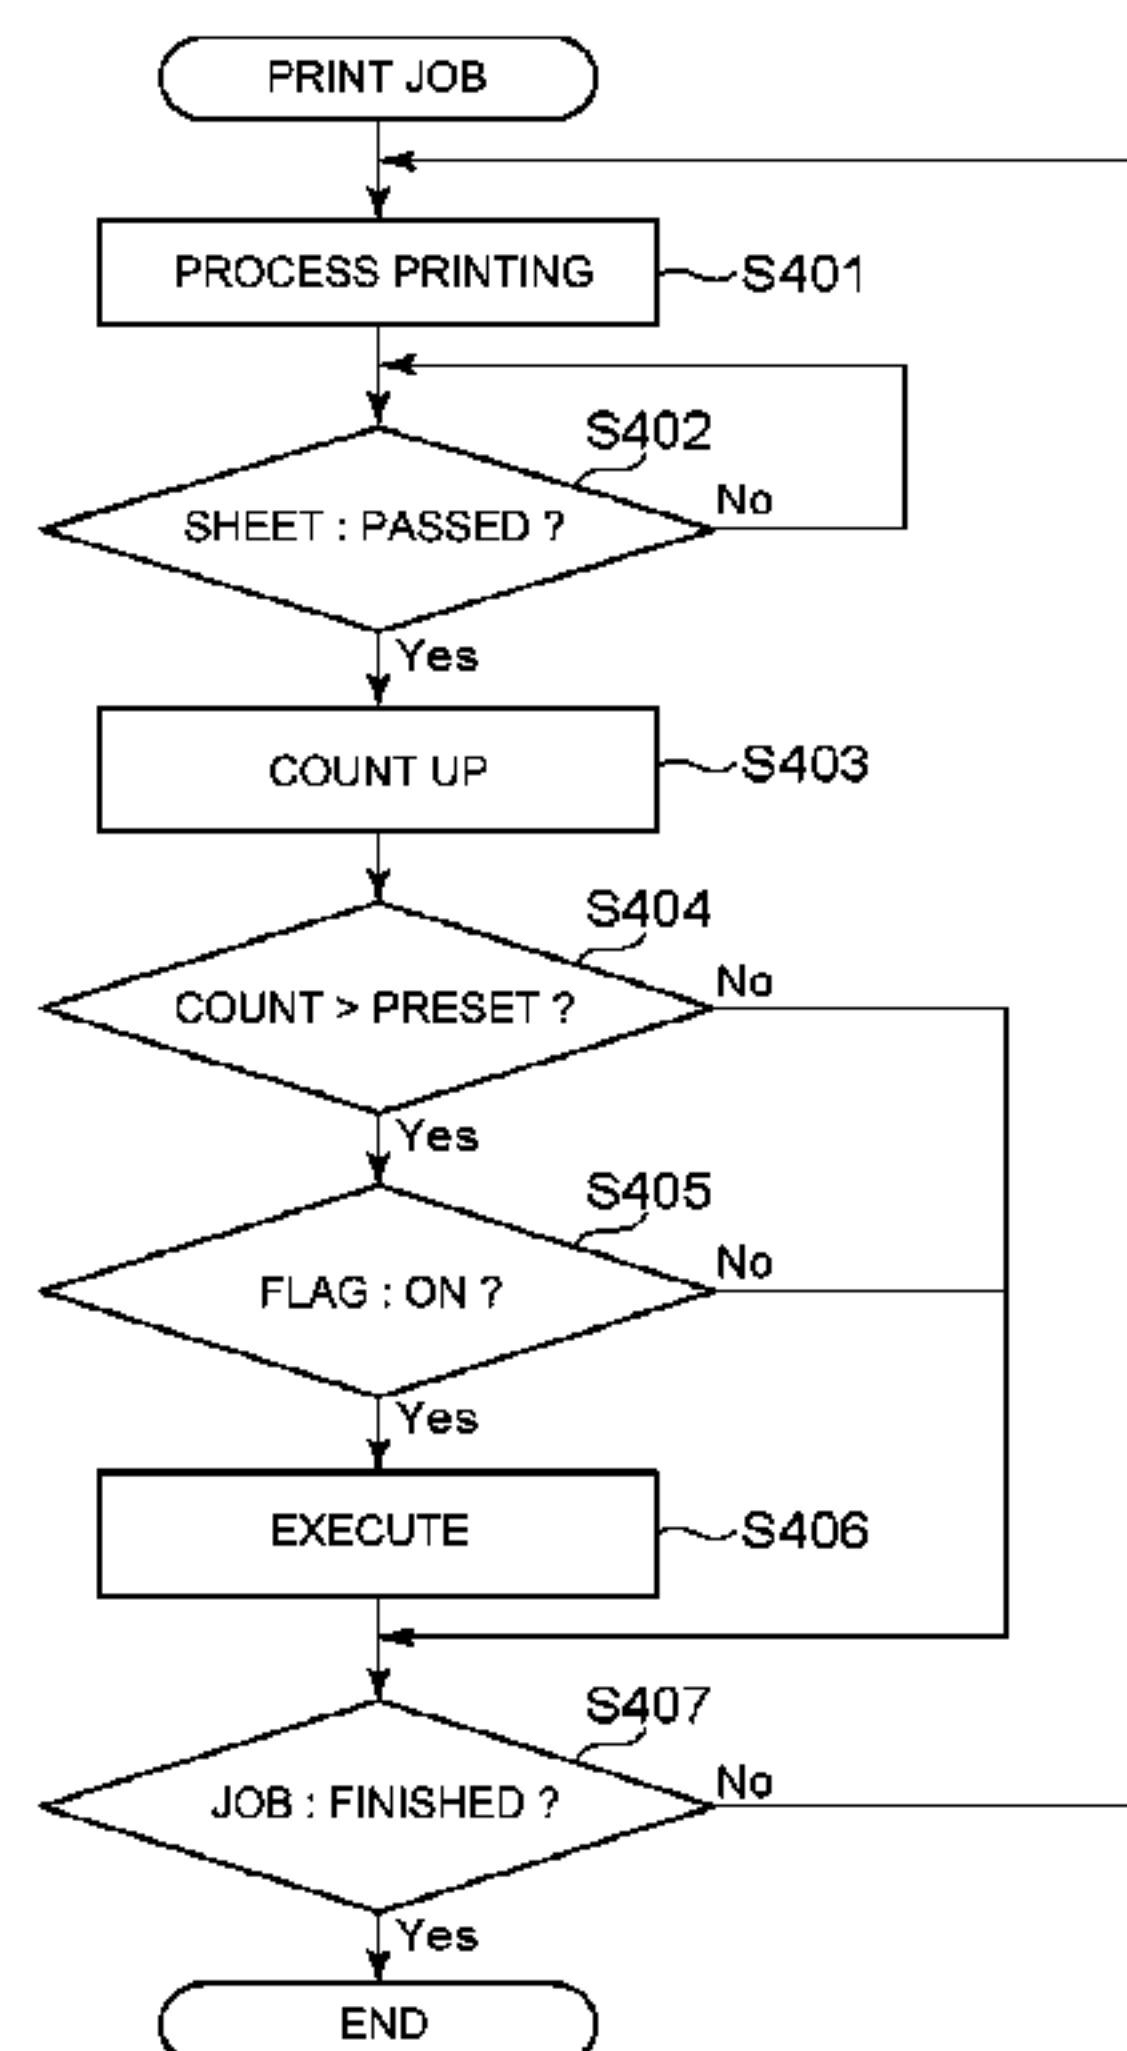 PRINT JOB
PROCESS PRINTING
S401
S402
SHEET : PASSED ?
No
Yes
COUNT UP
S403
S404
COUNT > PRESET ?
No
Yes
S405
FLAG : ON ?
No
Yes
EXECUTE
S406
S407
JOB : FINISHED ?
No
Yes
END